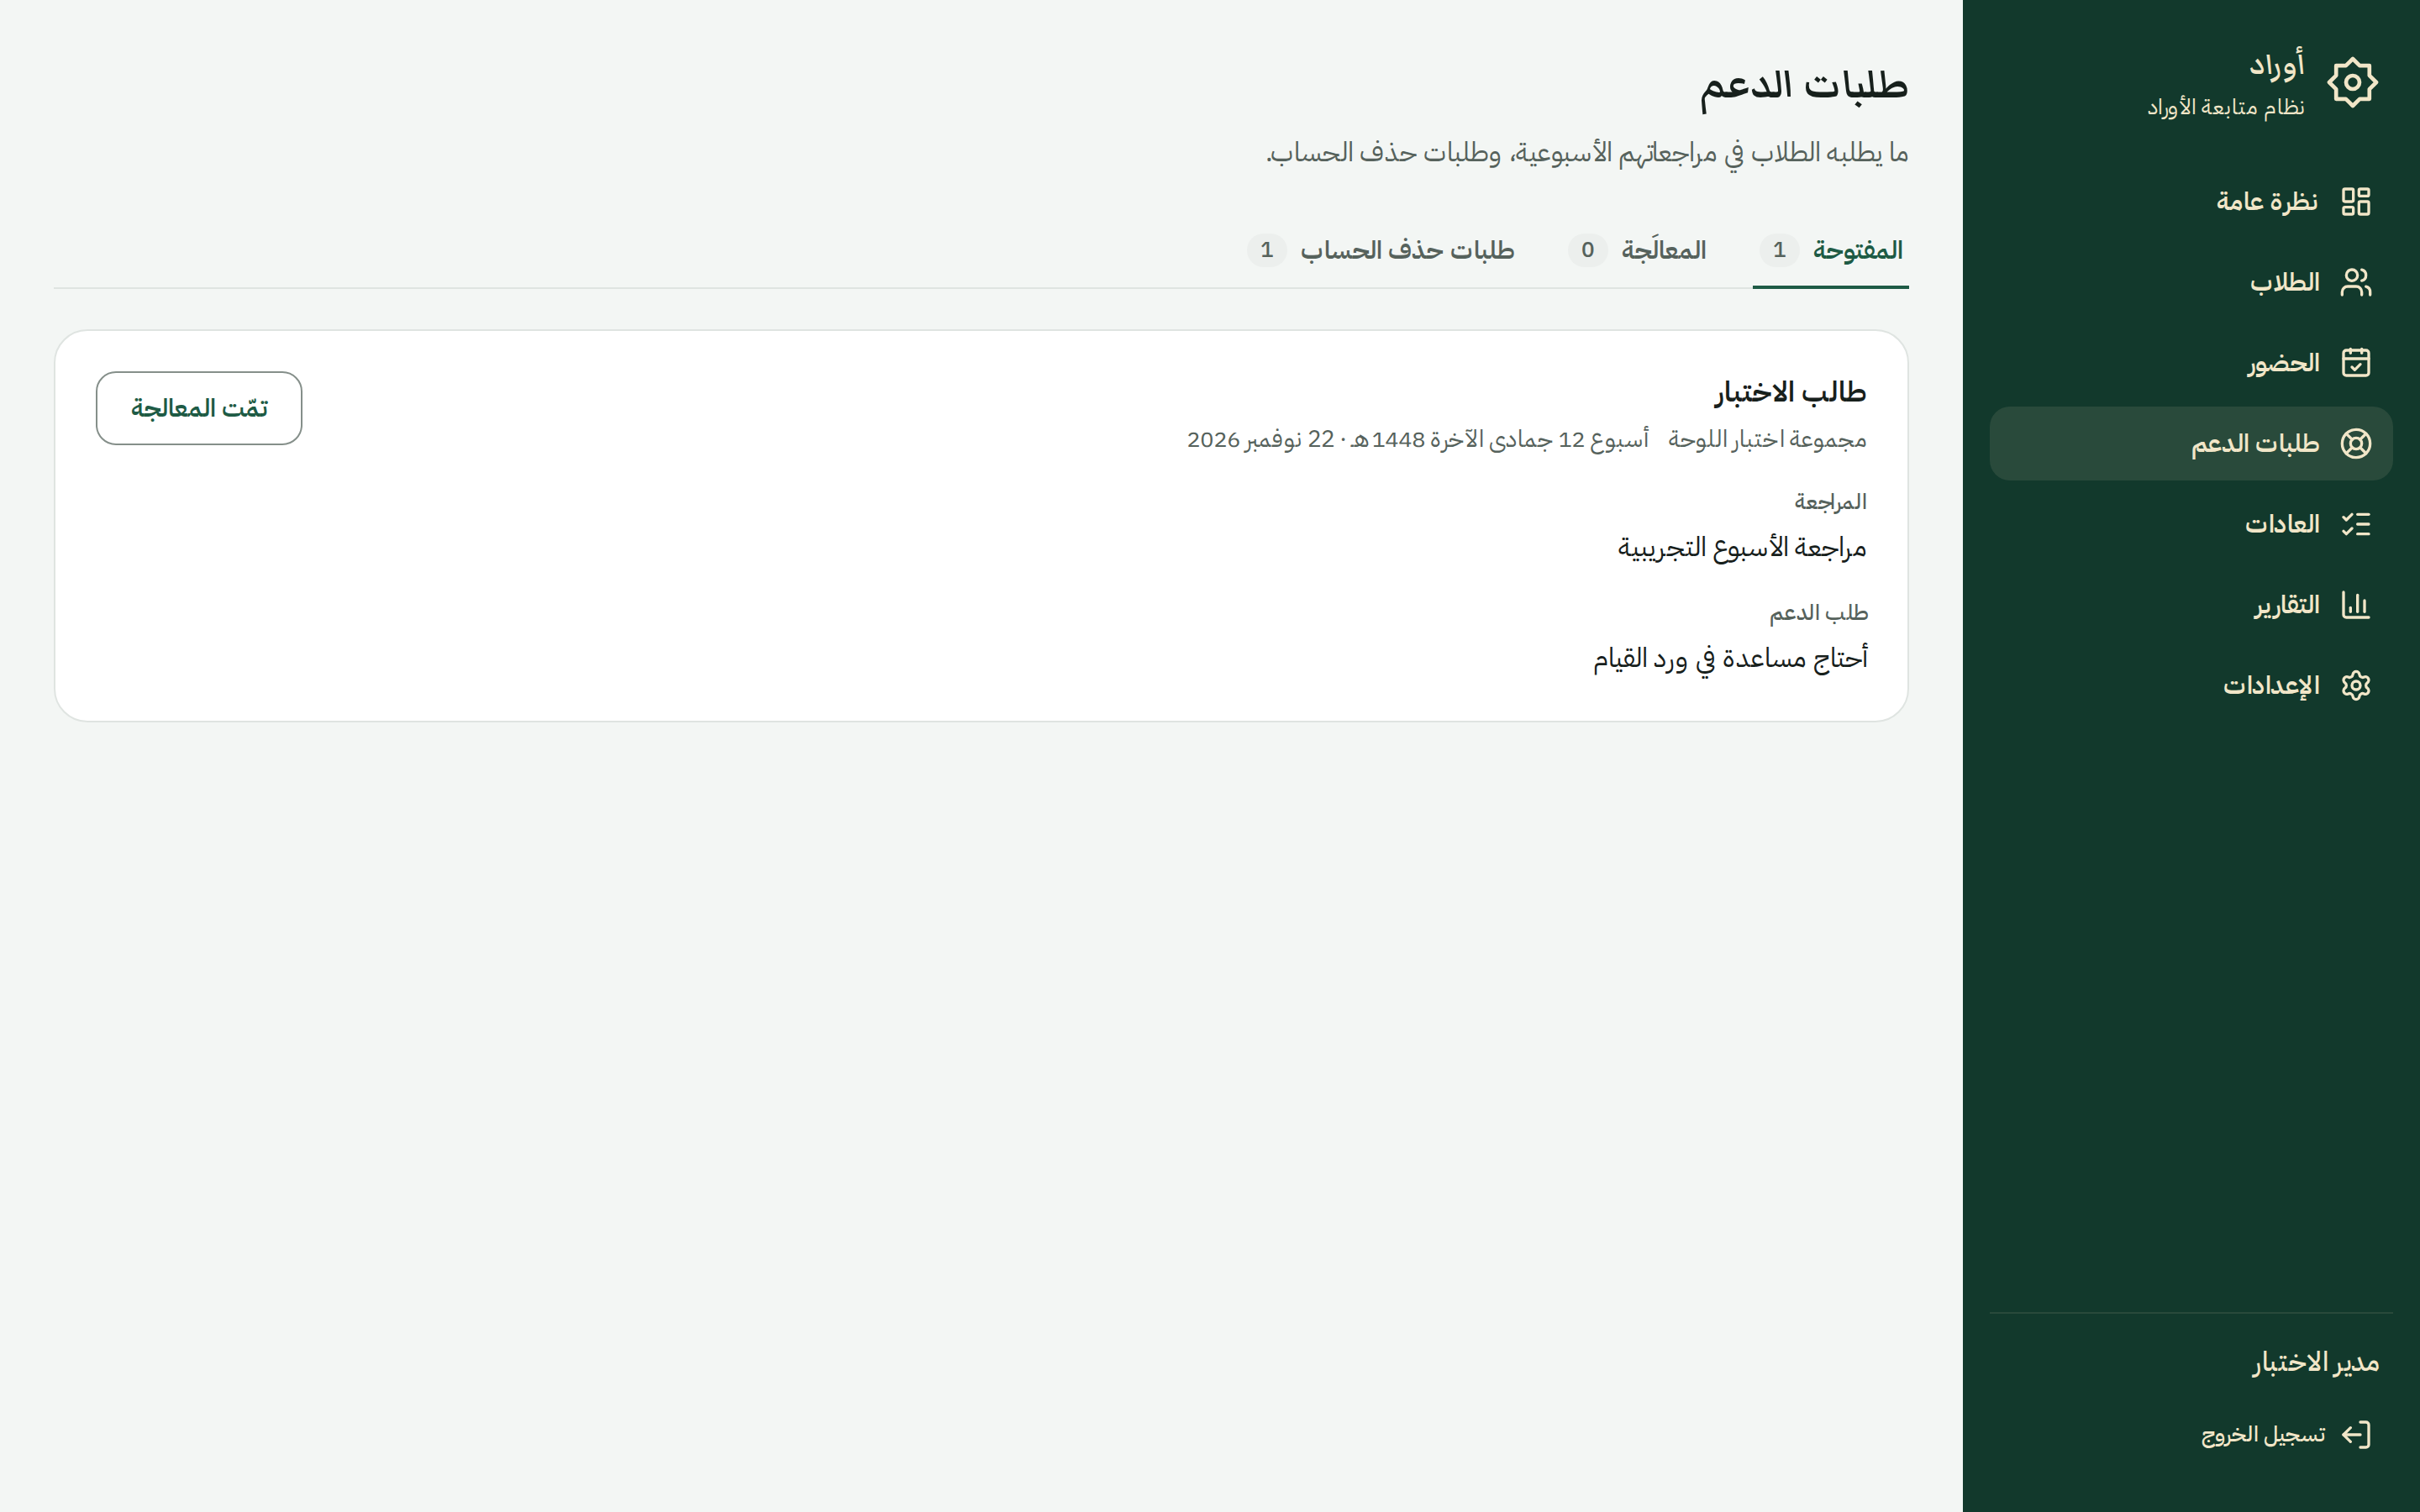 أوراد
نظام متابعة الأوراد
نظرة عامة
الطلاب
الحضور
طلبات الدعم
العادات
التقارير
الإعدادات
مدير الاختبار
تسجيل الخروج
طلبات الدعم
ما يطلبه الطلاب في مراجعاتهم الأسبوعية، وطلبات حذف الحساب.
المفتوحة 1 المعالَجة 0 طلبات حذف الحساب 1
طالب الاختبار
مجموعة اختبار اللوحة أسبوع 12 جمادى الآخرة 1448 هـ · 22 نوفمبر 2026
تمّت المعالجة
المراجعة
مراجعة الأسبوع التجريبية
طلب الدعم
أحتاج مساعدة في ورد القيام